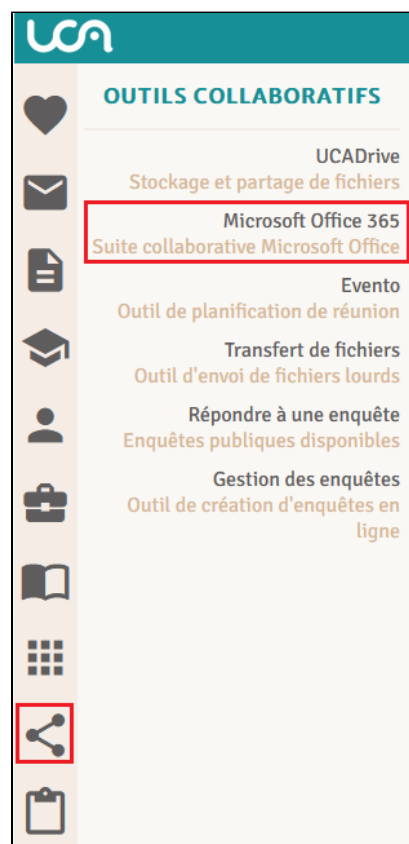 uca
OUTILS COLLABORATIFS
UCADrive
Stockage et partage de fichiers
Microsoft Office 365
Suite collaborative Microsoft Office
Evento
Outil de planification de réunion
Transfert de fichiers
Outil d'envoi de fichiers lourds
Répondre à une enquête
Enquêtes publiques disponibles
Gestion des enquêtes
Outil de création d'enquêtes en
ligne